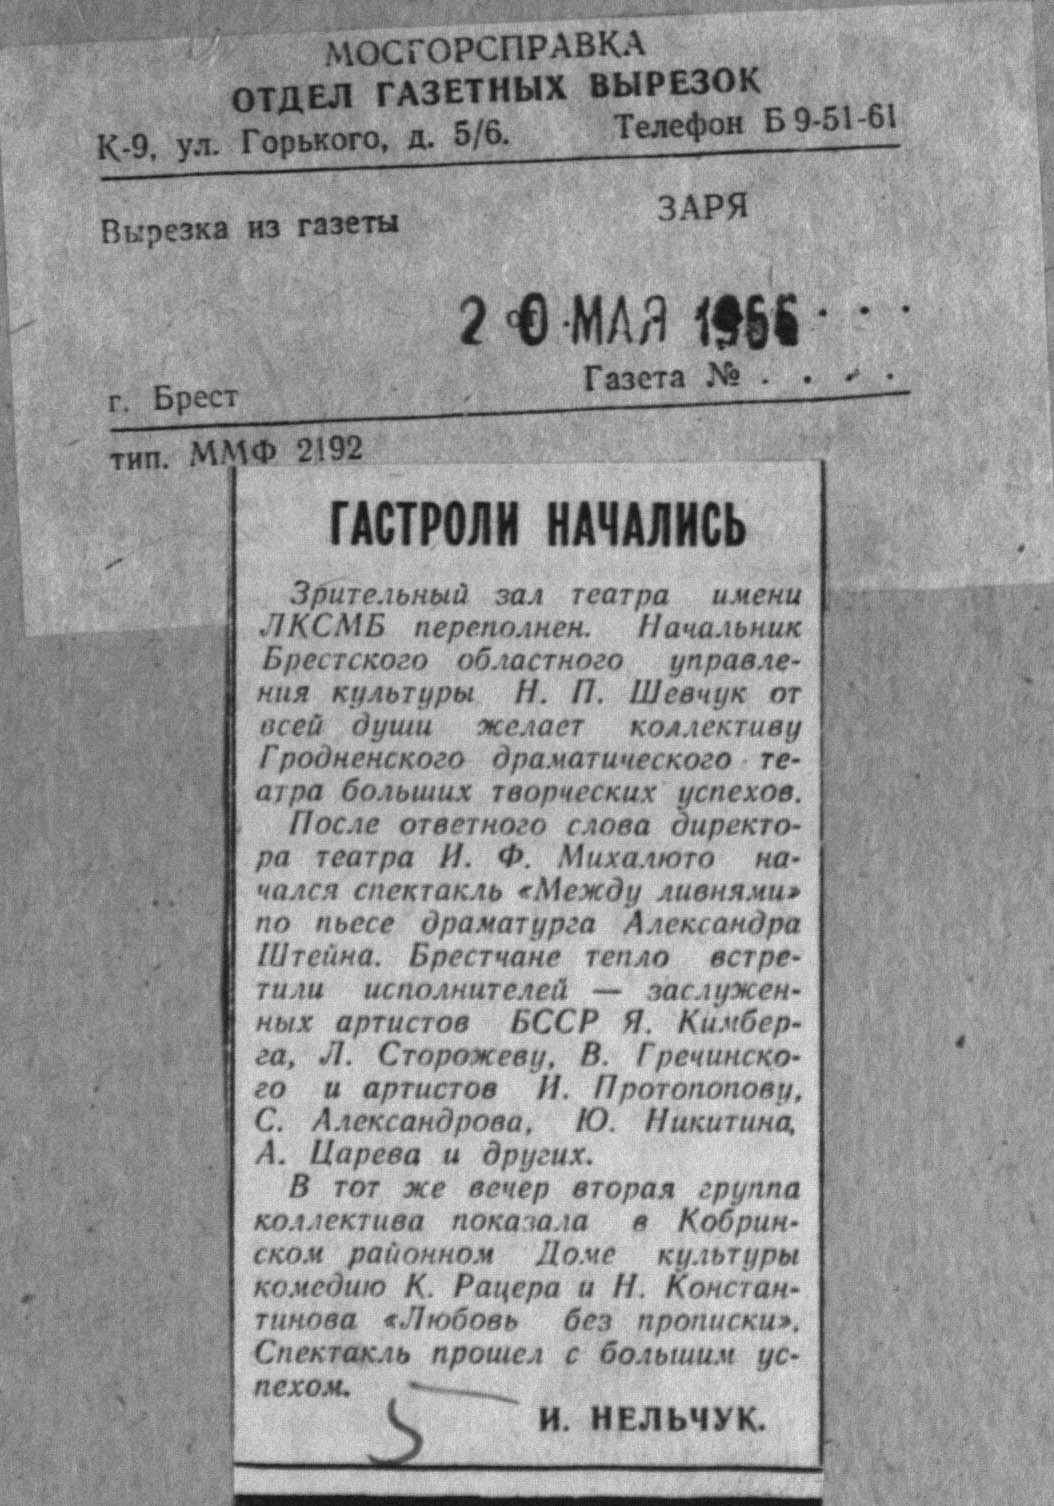 МОСГОРСПРАВКА
ОТДЕЛ ГАЗЕТНЫХ ВЫРЕЗОК
К-9, ул. Горького, д. 5/6. Телефон Б 9-51-61
Вырезка из газеты ЗАРЯ
от 20 МАЯ 1966 . . .
г. Брест Газета № . . . .
тип. ММФ 2192
ГАСТРОЛИ НАЧАЛИСЬ
Зрительный зал театра имени
ЛКСМБ переполнен. Начальник
Брестского областного управле-
ния культуры Н. П. Шевчук от
всей души желает коллективу
Гродненского драматического те-
атра больших творческих успехов.
После ответного слова директо-
ра театра И. Ф. Михалюто на-
чался спектакль «Между ливнями»
по пьесе драматурга Александра
Штейна. Брестчане тепло встре-
тили исполнителей — заслужен-
ных артистов БССР Я. Кимбер-
га, Л. Сторожеву, В. Гречинско-
го и артистов И. Протопопову,
С. Александрова, Ю. Никитина,
А. Царева и других.
В тот же вечер вторая группа
коллектива показала в Кобрин-
ском районном Доме культуры
комедию К. Рацера и Н. Констан-
тинова «Любовь без прописки».
Спектакль прошел с большим ус-
пехом.
И. НЕЛЬЧУК.